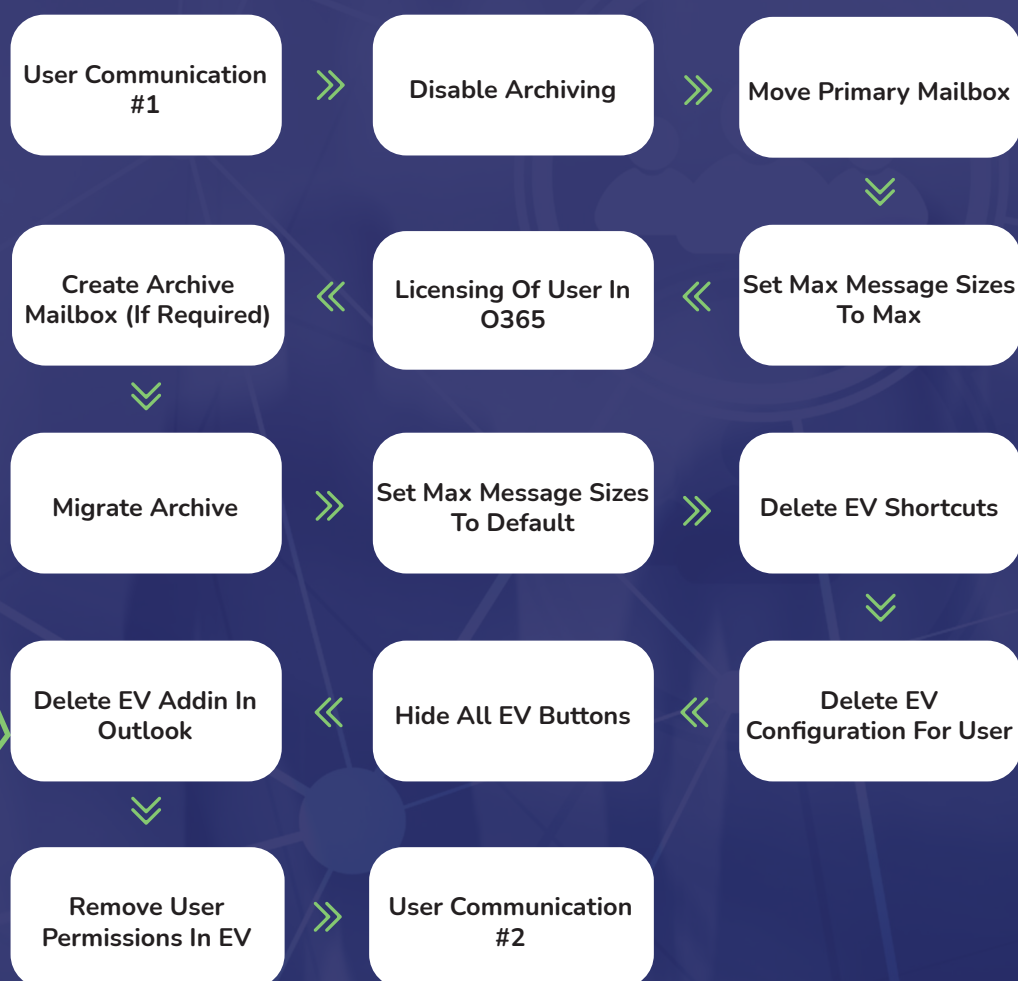 User Communication
#1
Disable Archiving
Move Primary Mailbox
Set Max Message Sizes
To Max
Licensing Of User In
O365
Create Archive
Mailbox (If Required)
Migrate Archive
Set Max Message Sizes
To Default
Delete EV Shortcuts
Delete EV
Configuration For User
Hide All EV Buttons
Delete EV Addin In
Outlook
Remove User
Permissions In EV
User Communication
#2